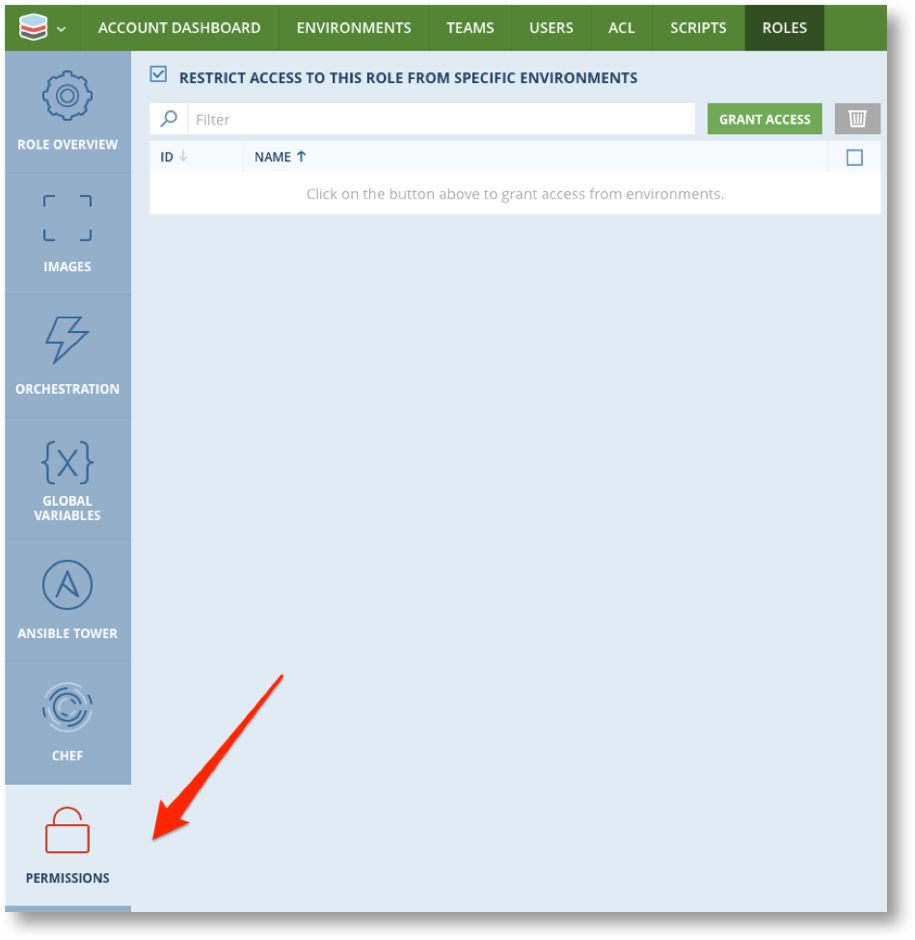 ACCOUNT DASHBOARD ENVIRONMENTS TEAMS USERS ACL SCRIPTS ROLES
RESTRICT ACCESS TO THIS ROLE FROM SPECIFIC ENVIRONMENTS
Filter GRANT ACCESS
ID NAME
Click on the button above to grant access from environments.
ROLE OVERVIEW
IMAGES
ORCHESTRATION
{X}
GLOBAL
VARIABLES
ANSIBLE TOWER
CHEF
PERMISSIONS